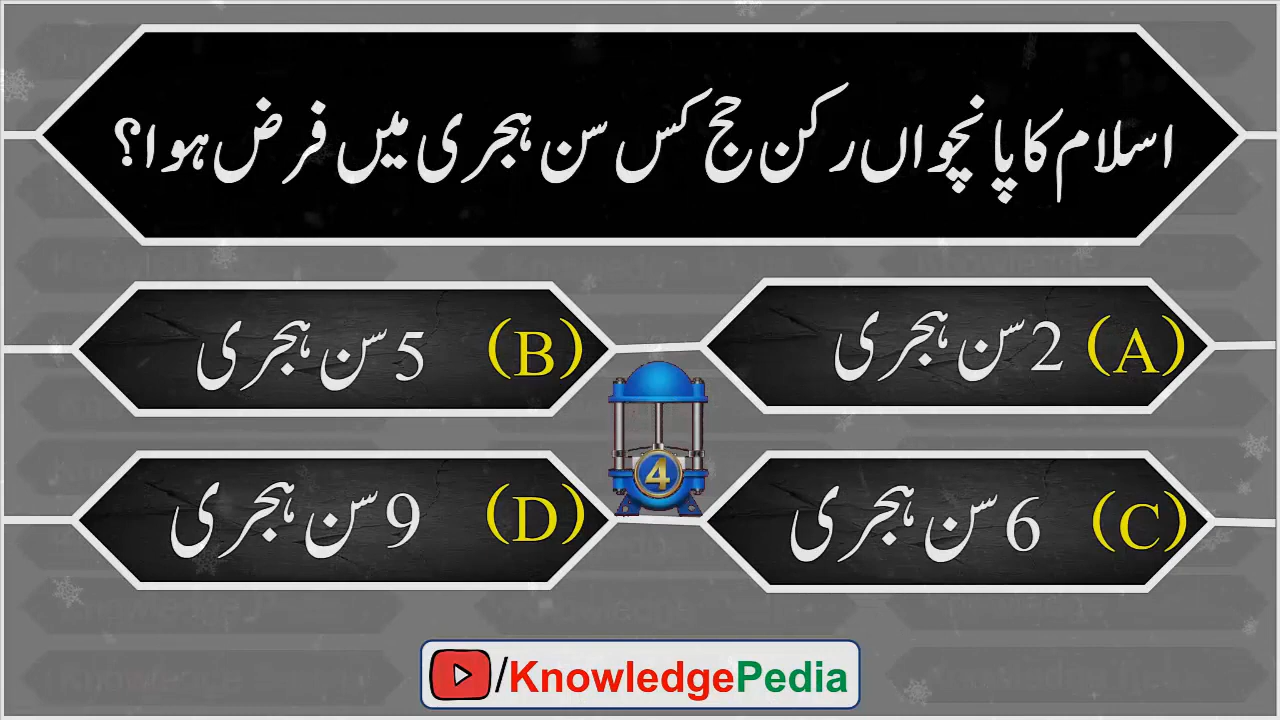 اسلام کا پانچواں رکن حج کس سن ہجری میں فرض ہوا؟
(A) 2 سن ہجری
(B) 5 سن ہجری
(C) 6 سن ہجری
(D) 9 سن ہجری
4
/KnowledgePedia